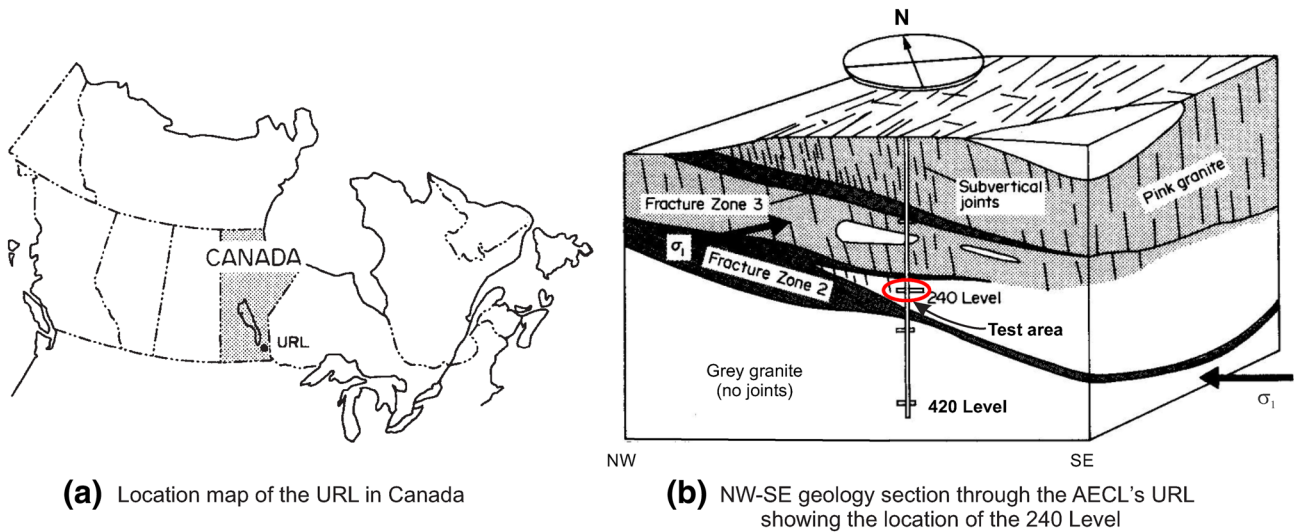 CANADA
URL
(a) Location map of the URL in Canada
N
Subvertical
joints
Pink granite
Fracture Zone 3
σ1
Fracture Zone 2
240 Level
Test area
Grey granite
(no joints)
420 Level
σ1
NW
SE
(b) NW-SE geology section through the AECL's URL
showing the location of the 240 Level